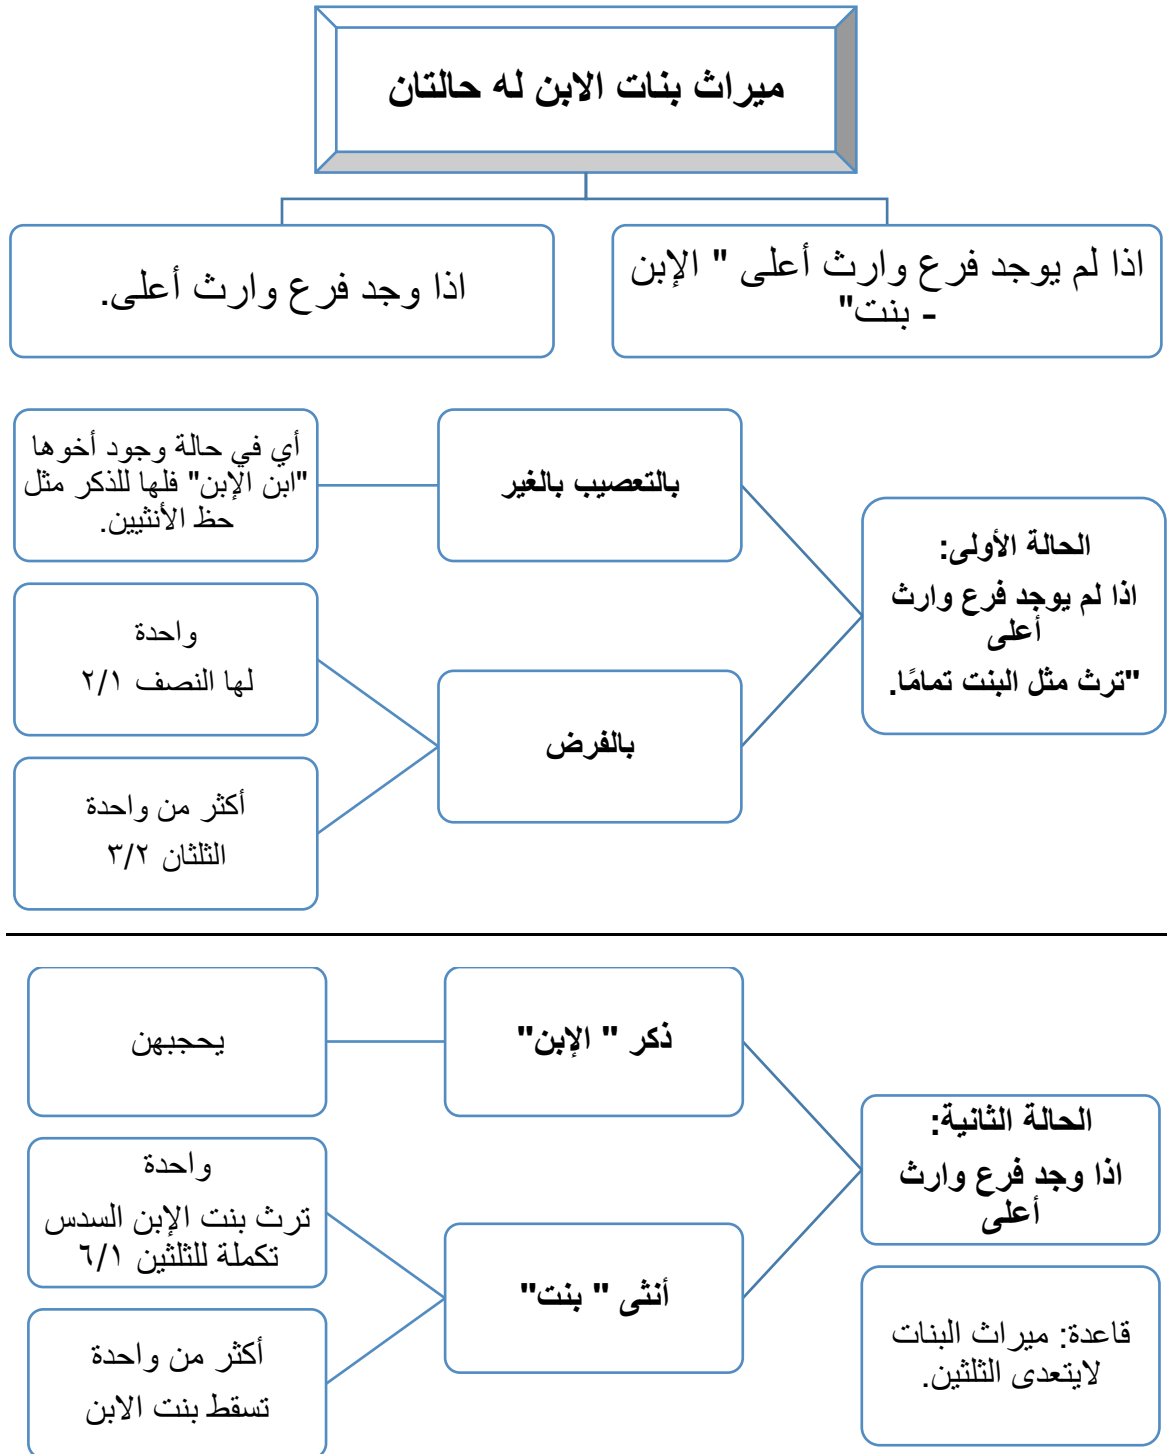 ميراث بنات الابن له حالتان
اذا لم يوجد فرع وارث أعلى " الإبن
- بنت"
اذا وجد فرع وارث أعلى.
الحالة الأولى:
اذا لم يوجد فرع وارث
أعلى
"ترث مثل البنت تمامًا.
بالتعصيب بالغير
أي في حالة وجود أخوها
"ابن الإبن" فلها للذكر مثل
حظ الأنثيين.
بالفرض
واحدة
لها النصف ٢/١
أكثر من واحدة
الثلثان ٣/٢
الحالة الثانية:
اذا وجد فرع وارث
أعلى
ذكر " الإبن"
يحجبهن
أنثى " بنت"
واحدة
ترث بنت الإبن السدس
تكملة للثلثين ٦/١
أكثر من واحدة
تسقط بنت الابن
قاعدة: ميراث البنات
لايتعدى الثلثين.